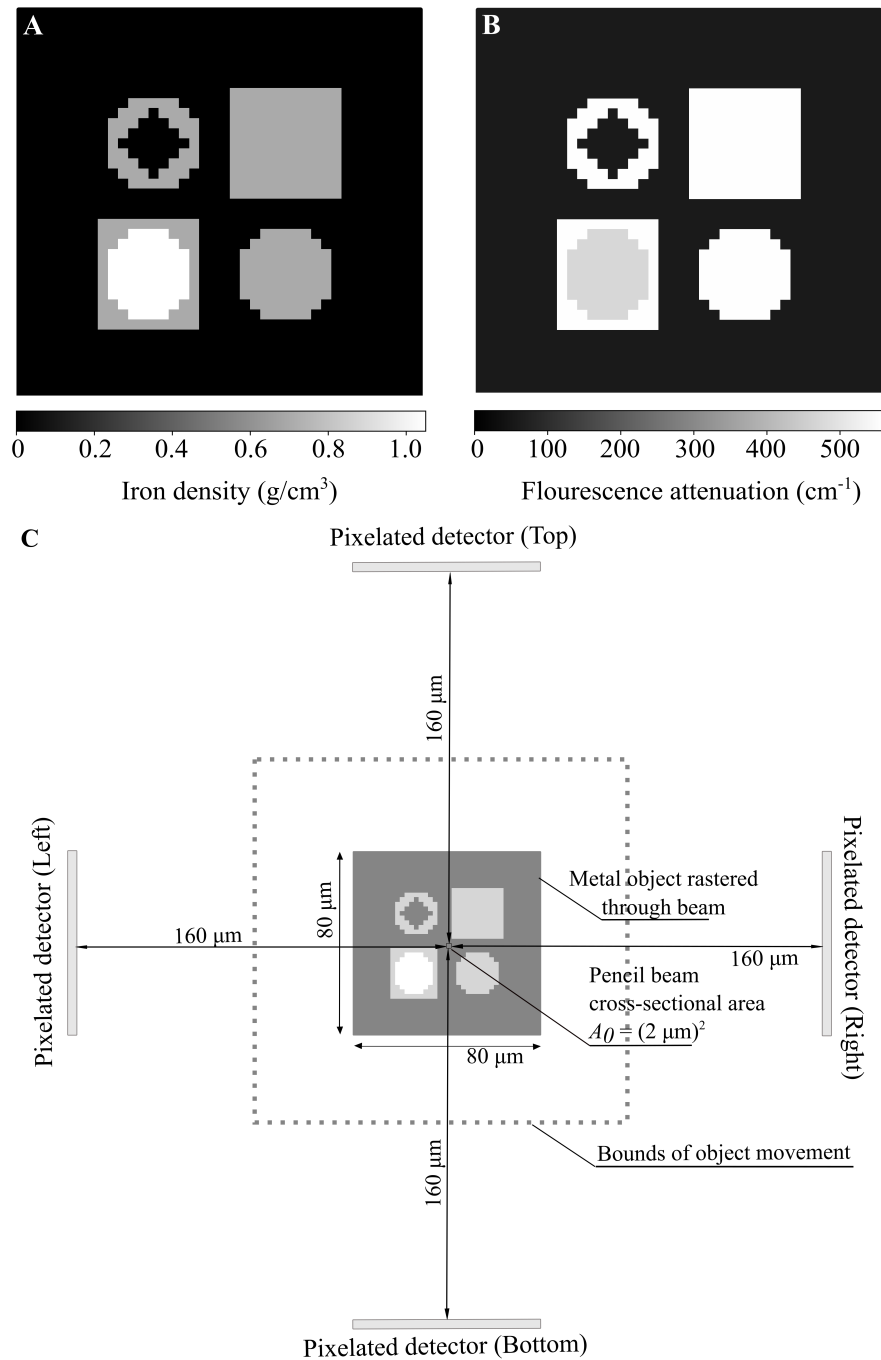 A
B
0 0.2 0.4 0.6 0.8 1.0
0 100 200 300 400 500
Iron density (g/cm³)
Flourescence attenuation (cm⁻¹)
C
Pixelated detector (Top)
160 µm
Pixelated detector (Left)
160 µm
80 µm
Metal object rastered
through beam
160 µm
Pixelated detector (Right)
Pencil beam
cross-sectional area
A0 = (2 µm)²
80 µm
Bounds of object movement
160 µm
Pixelated detector (Bottom)